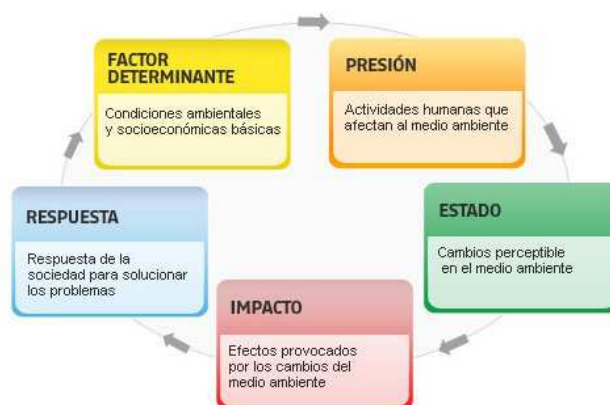 FACTOR
DETERMINANTE
Condiciones ambientales
y socioeconómicas básicas
PRESIÓN
Actividades humanas que
afectan al medio ambiente
ESTADO
Cambios perceptible
en el medio ambiente
IMPACTO
Efectos provocados
por los cambios del
medio ambiente
RESPUESTA
Respuesta de la
sociedad para solucionar
los problemas